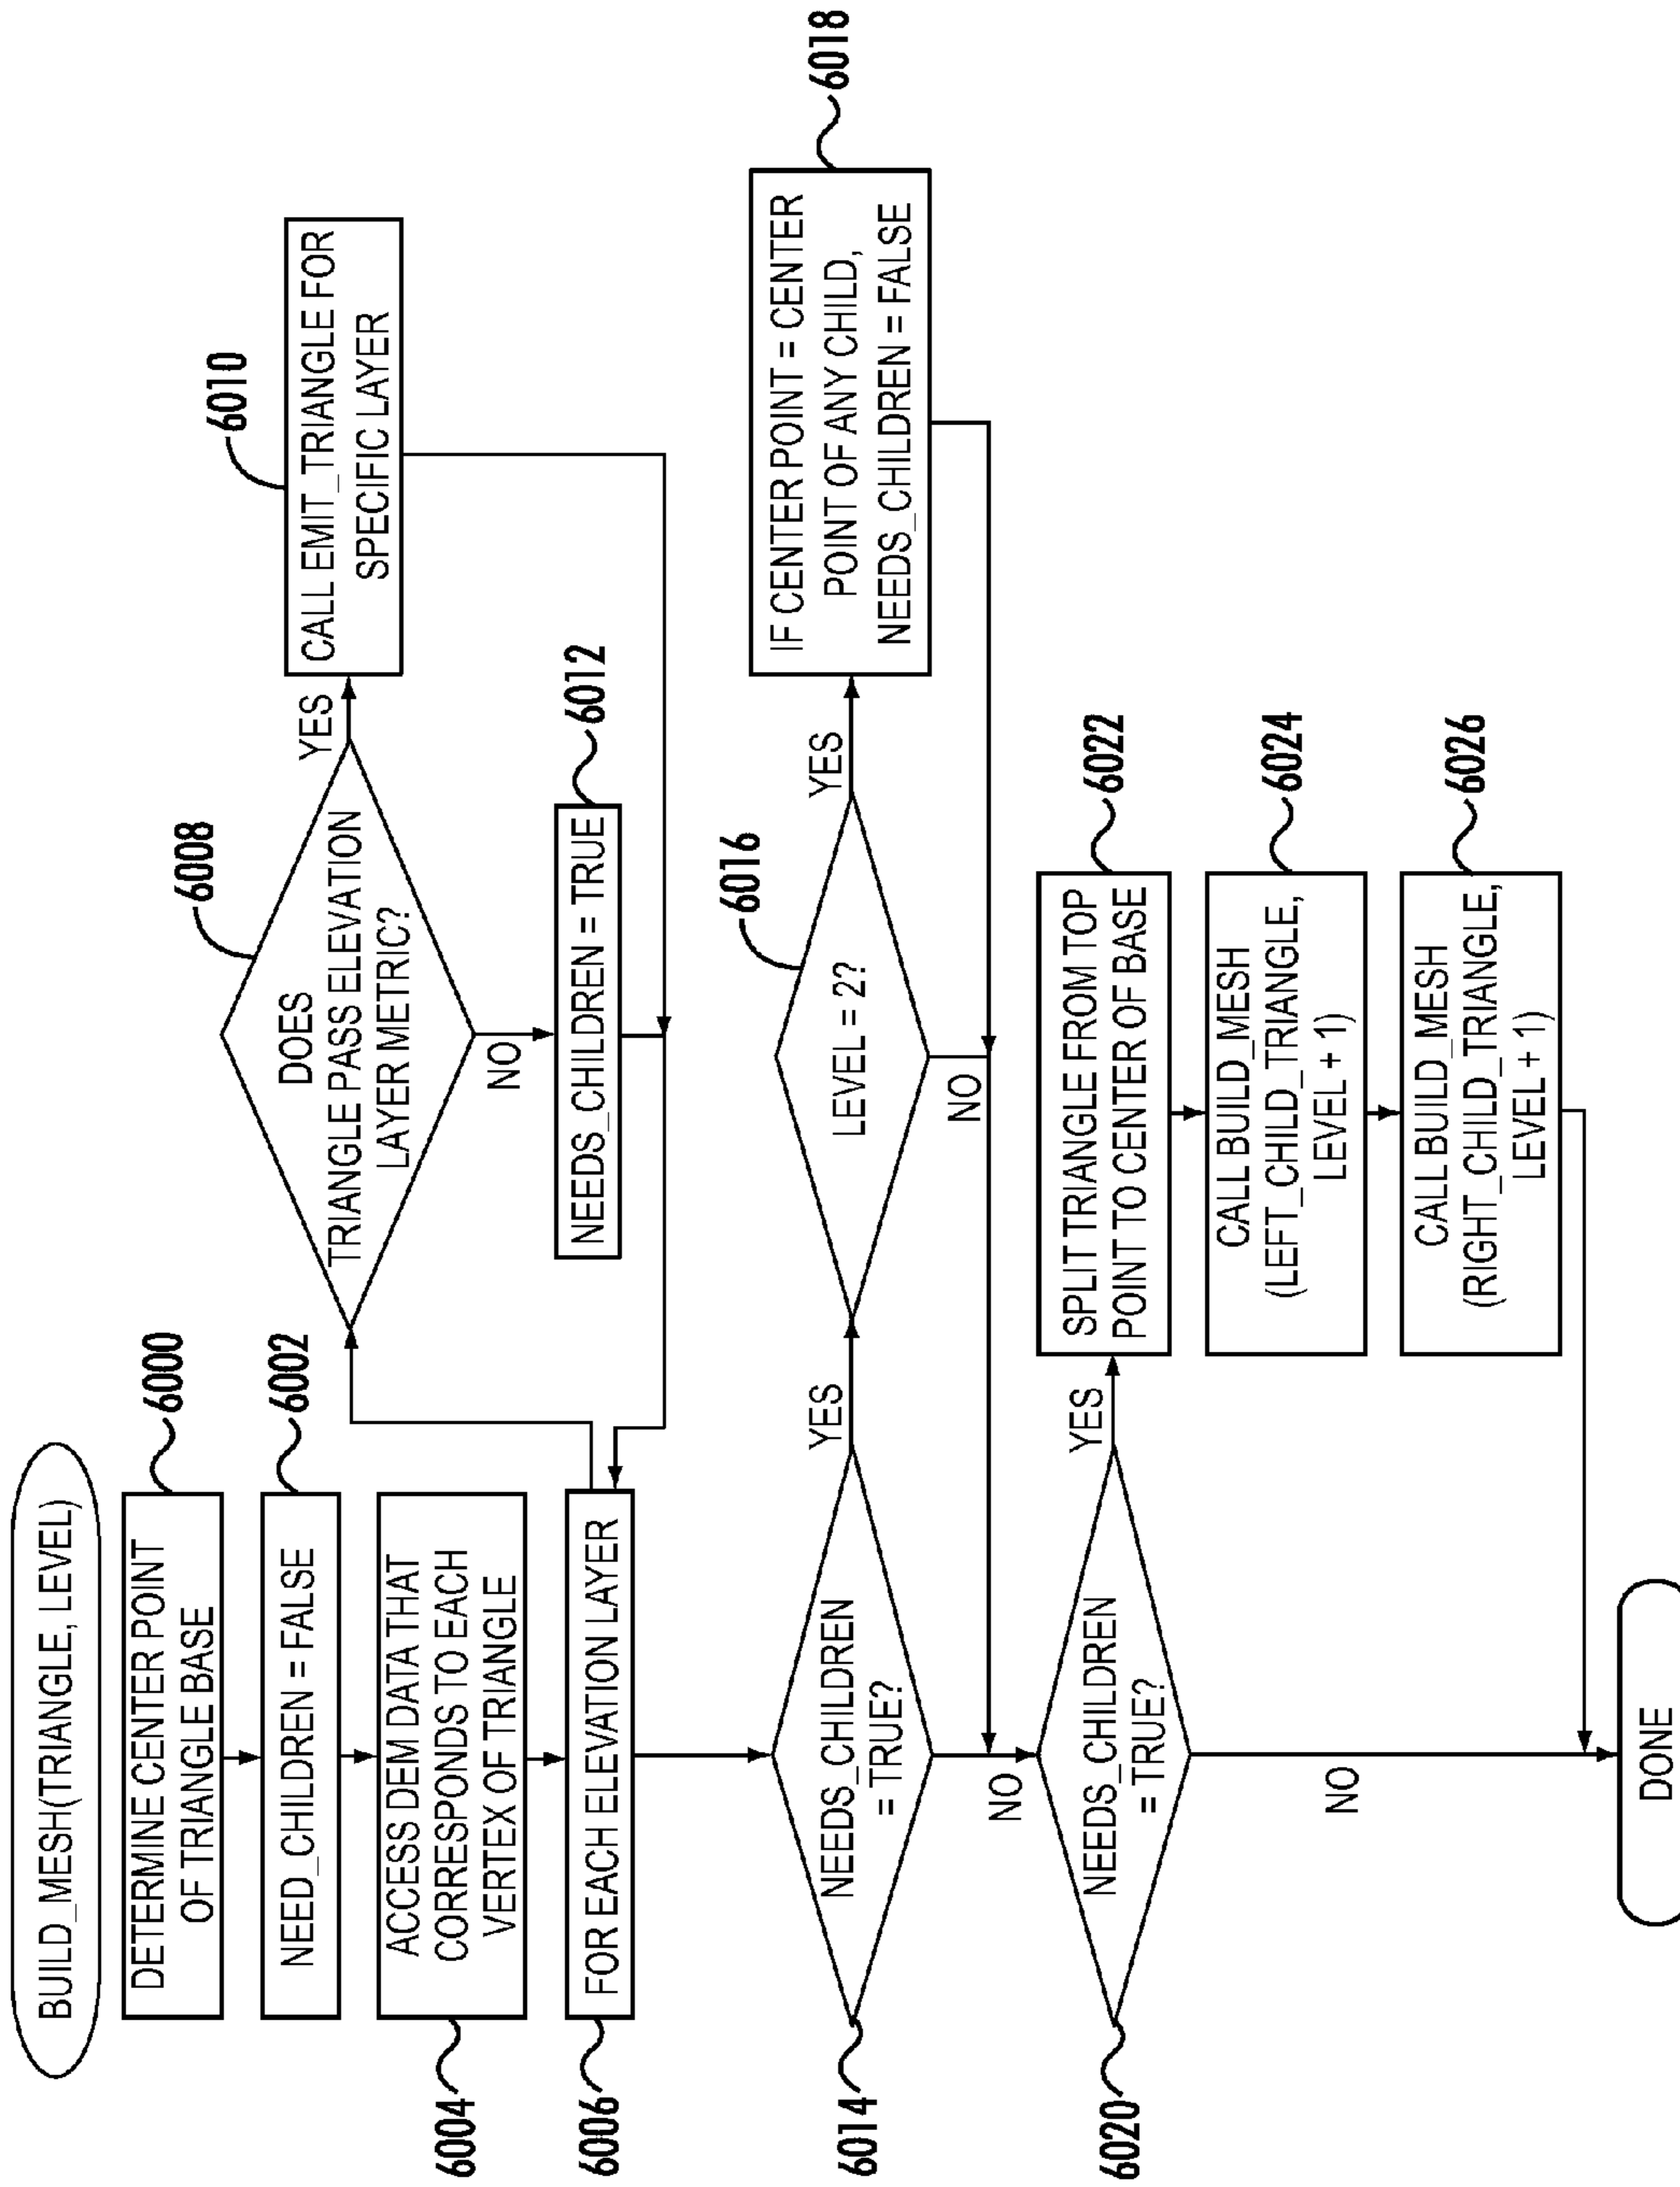 BUILD_MESH(TRIANGLE, LEVEL)
DETERMINE CENTER POINT
OF TRIANGLE BASE
6000
NEED_CHILDREN = FALSE
6002
ACCESS DEM DATA THAT
CORRESPONDS TO EACH
VERTEX OF TRIANGLE
6004
FOR EACH ELEVATION LAYER
6006
DOES
TRIANGLE PASS ELEVATION
LAYER METRIC?
6008
YES
NO
CALL EMIT_TRIANGLE FOR
SPECIFIC LAYER
6010
NEEDS_CHILDREN = TRUE
6012
NEEDS_CHILDREN
= TRUE?
6014
YES
NO
LEVEL = 2?
6016
YES
NO
IF CENTER POINT = CENTER
POINT OF ANY CHILD,
NEEDS_CHILDREN = FALSE
6018
NEEDS_CHILDREN
= TRUE?
6020
YES
NO
SPLIT TRIANGLE FROM TOP
POINT TO CENTER OF BASE
6022
CALL BUILD_MESH
(LEFT_CHILD_TRIANGLE,
LEVEL + 1)
6024
CALL BUILD_MESH
(RIGHT_CHILD_TRIANGLE,
LEVEL + 1)
6026
DONE